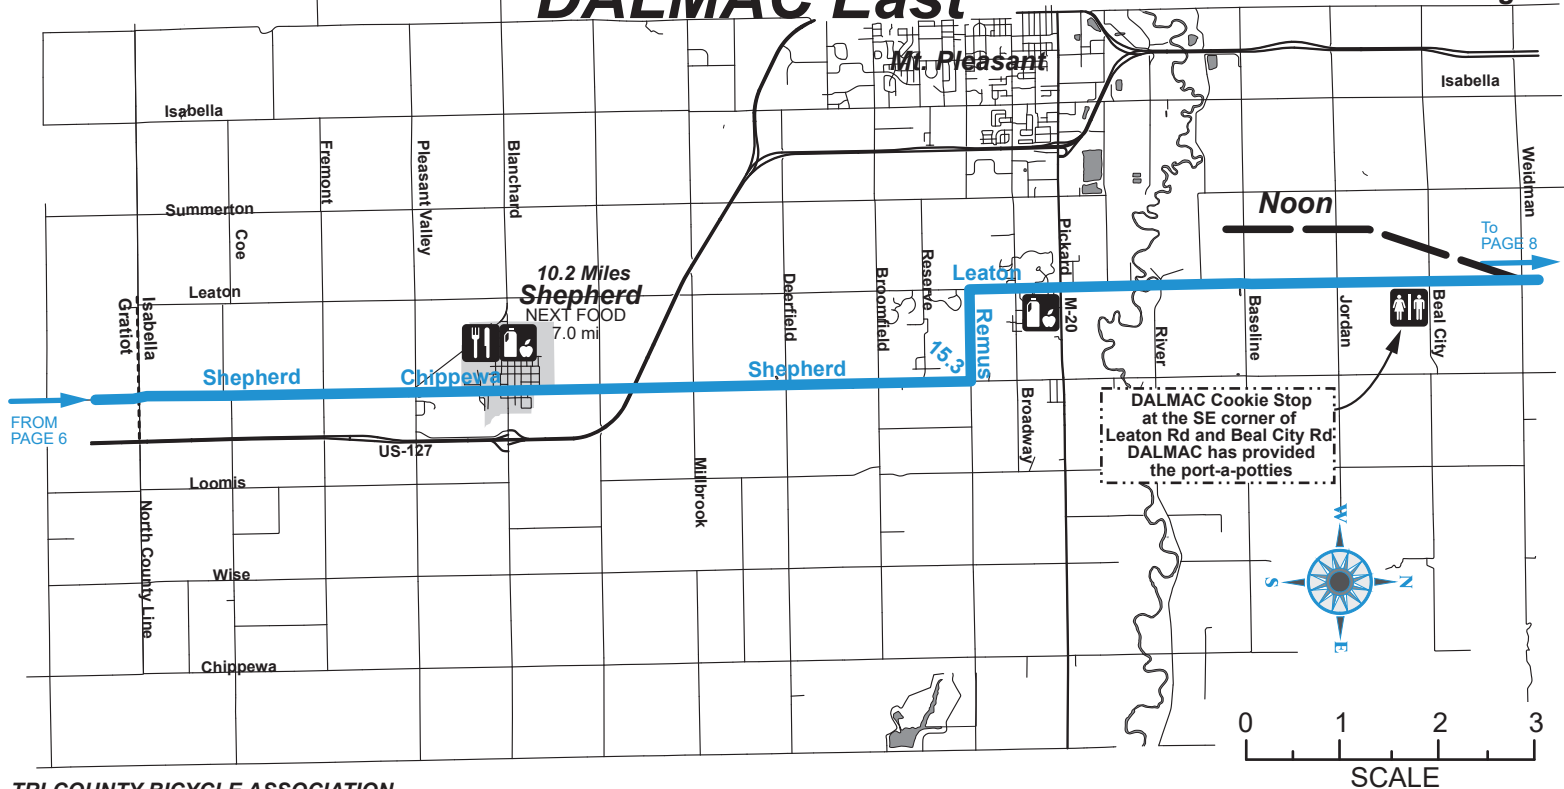 DALMAC East
Mt. Pleasant
Isabella
Isabella
Fremont
Pleasant Valley
Blanchard
Weidman
Summerton
Coe
Noon
To
PAGE 8
Pickard
Reserve
Leaton
10.2 Miles
Shepherd
NEXT FOOD
7.0 mi
Leaton
Isabella
Gratiot
Deerfield
Broomfield
Remus
15.3
M-20
River
Baseline
Jordan
Beal City
Shepherd
Chippewa
Shepherd
FROM
PAGE 6
US-127
Broadway
DALMAC Cookie Stop
at the SE corner of
Leaton Rd and Beal City Rd
DALMAC has provided
the port-a-potties
Loomis
Millbrook
North County Line
Wise
Chippewa
W
S
N
E
0 1 2 3
SCALE
TRI-COUNTY BICYCLE ASSOCIATION